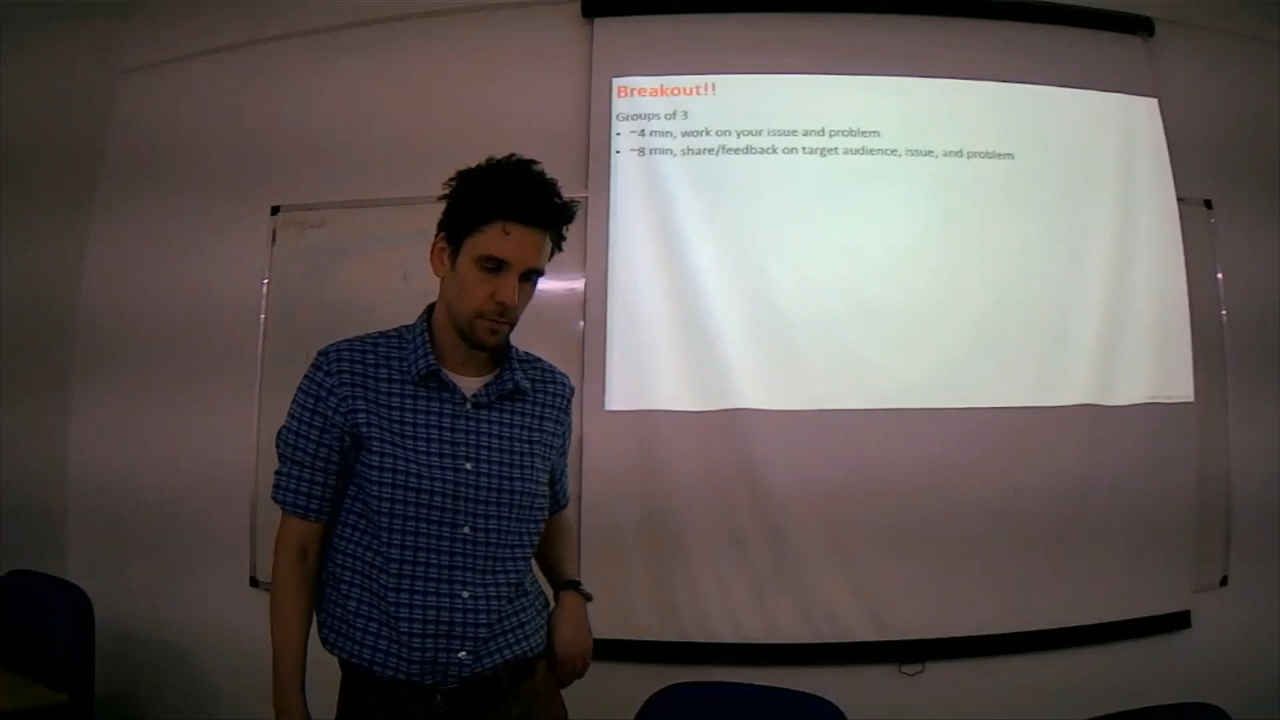 Breakout!!
Groups of 3
• ~4 min, work on your issue and problem
• ~8 min, share/feedback on target audience, issue, and problem